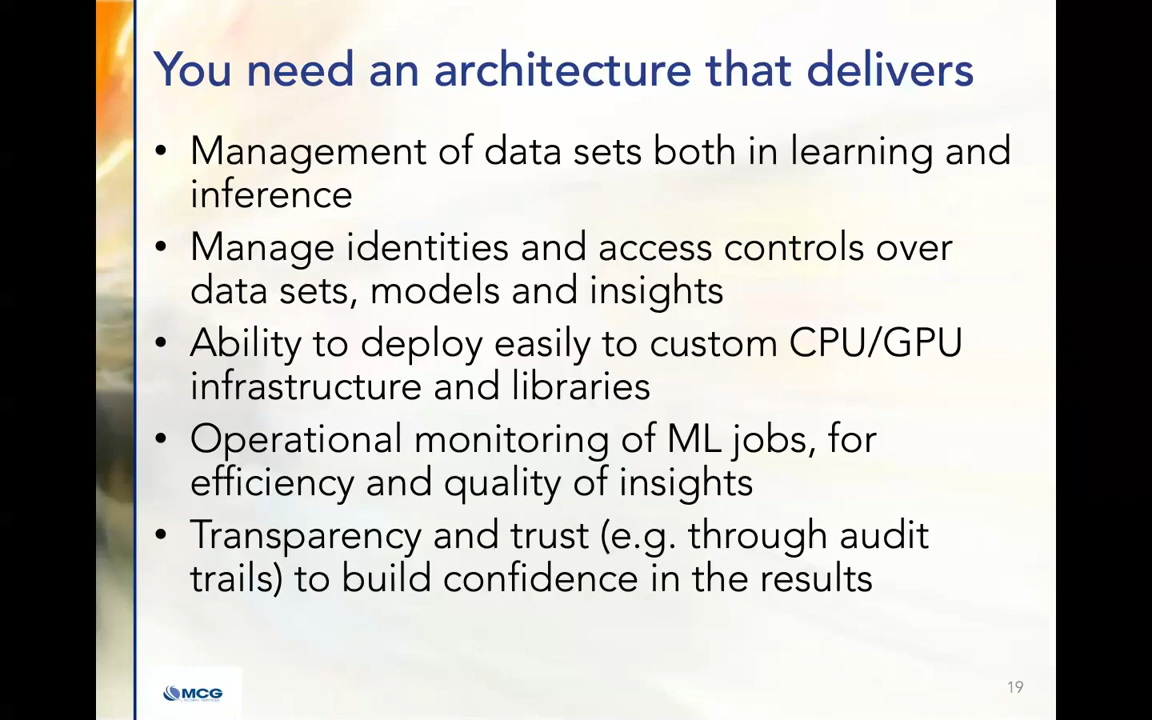 You need an architecture that delivers
• Management of data sets both in learning and
inference
• Manage identities and access controls over
data sets, models and insights
• Ability to deploy easily to custom CPU/GPU
infrastructure and libraries
• Operational monitoring of ML jobs, for
efficiency and quality of insights
• Transparency and trust (e.g. through audit
trails) to build confidence in the results
MCG
19